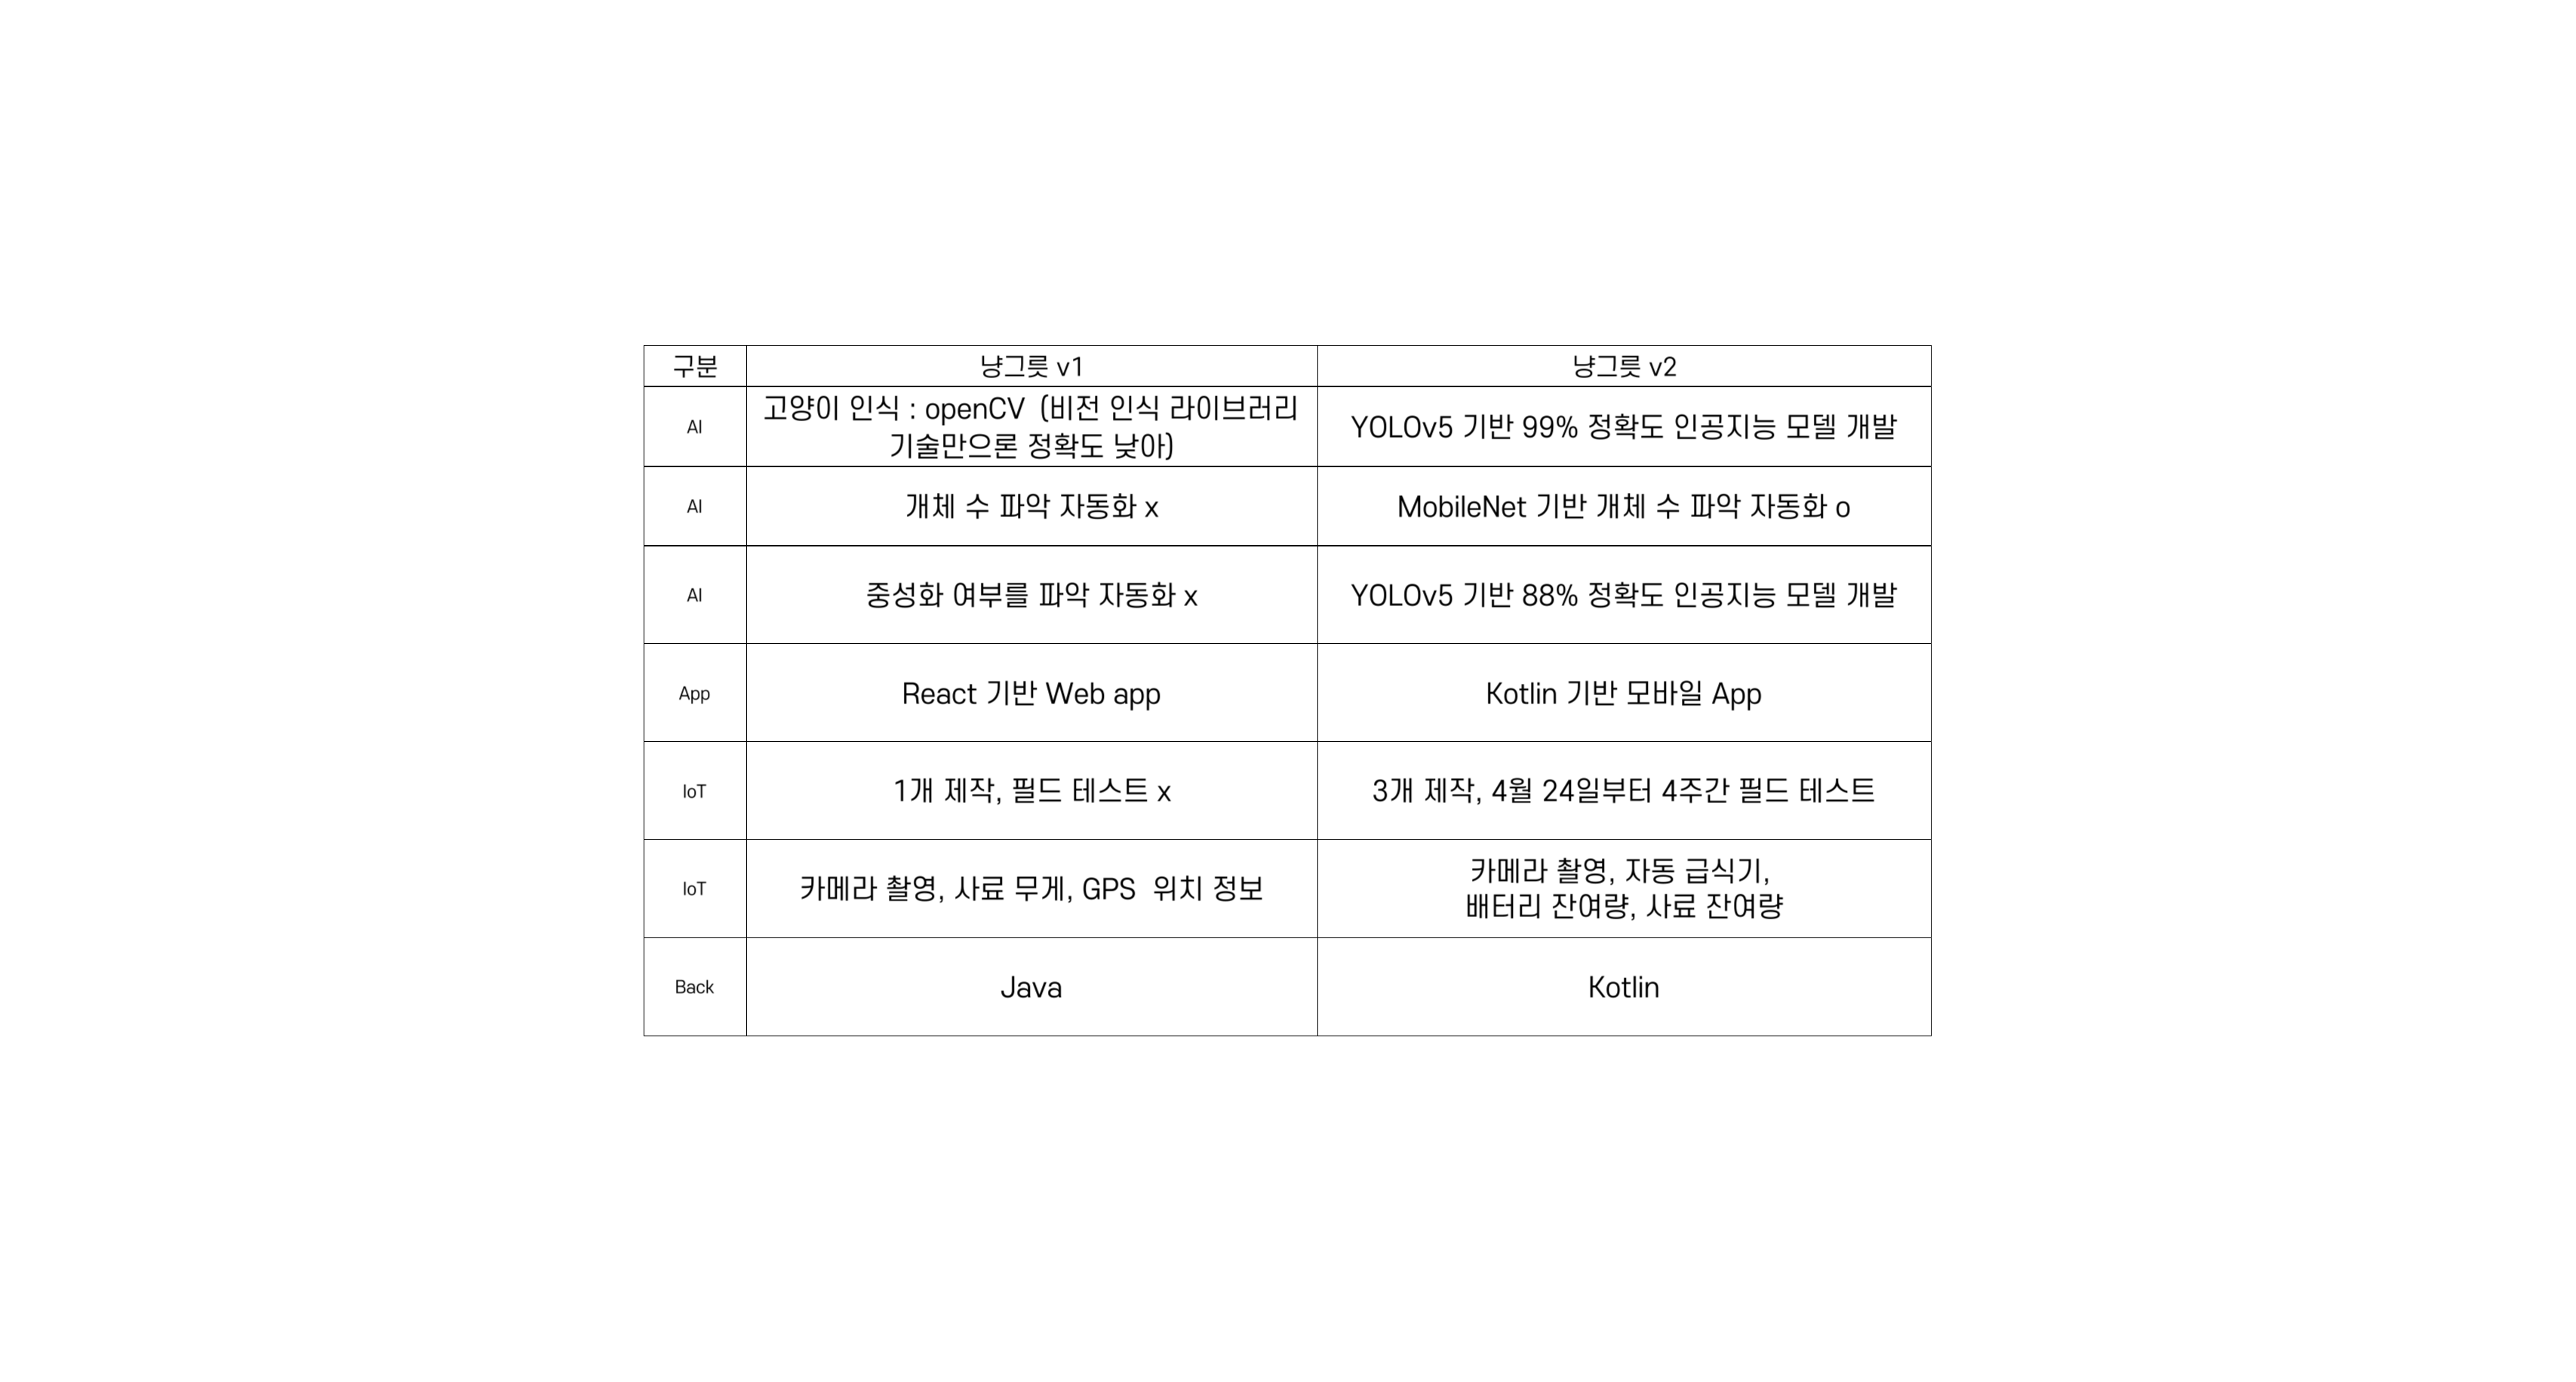 구분 냥그릇 v1 냥그릇 v2
AI 고양이 인식 : openCV (비전 인식 라이브러리
기술만으론 정확도 낮아) YOLOv5 기반 99% 정확도 인공지능 모델 개발
AI 개체 수 파악 자동화 x MobileNet 기반 개체 수 파악 자동화 o
AI 중성화 여부를 파악 자동화 x YOLOv5 기반 88% 정확도 인공지능 모델 개발
App React 기반 Web app Kotlin 기반 모바일 App
IoT 1개 제작, 필드 테스트 x 3개 제작, 4월 24일부터 4주간 필드 테스트
IoT 카메라 촬영, 사료 무게, GPS 위치 정보 카메라 촬영, 자동 급식기,
배터리 잔여량, 사료 잔여량
Back Java Kotlin